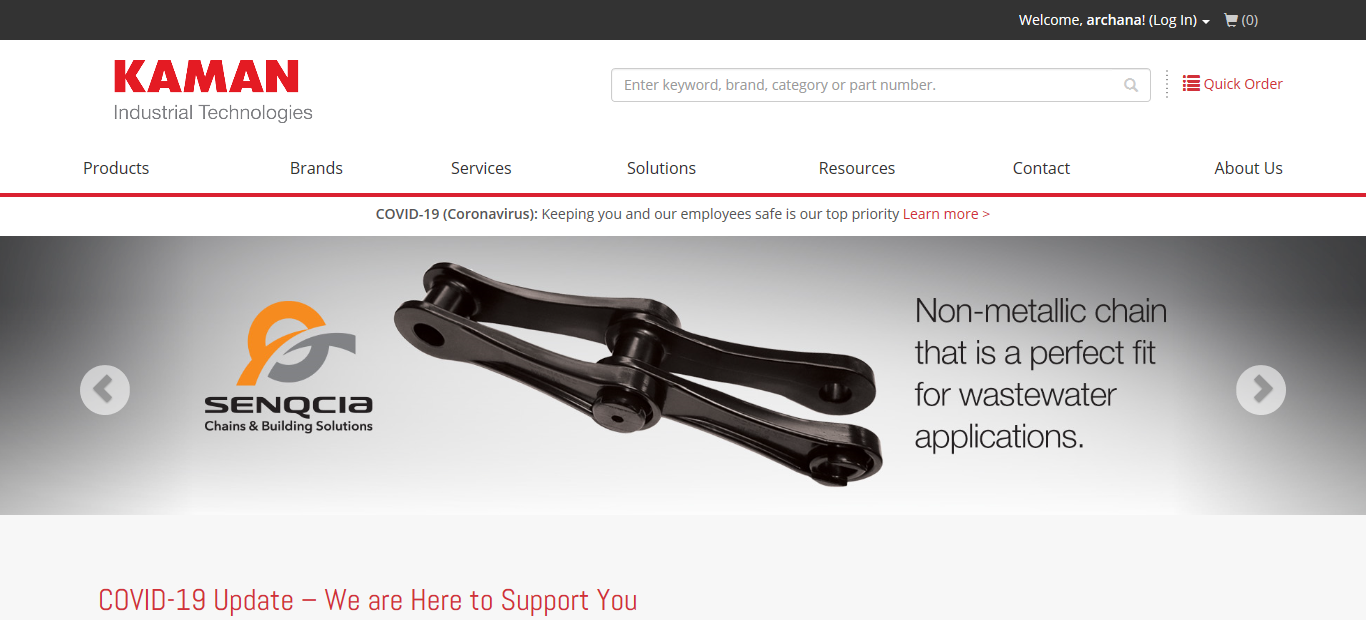 Welcome, archana! (Log In) (0)
KAMAN
Industrial Technologies
Enter keyword, brand, category or part number.
Quick Order
Products Brands Services Solutions Resources Contact About Us
COVID-19 (Coronavirus): Keeping you and our employees safe is our top priority Learn more >
SENQCIA
Chains & Building Solutions
Non-metallic chain
that is a perfect fit
for wastewater
applications.
COVID-19 Update – We are Here to Support You